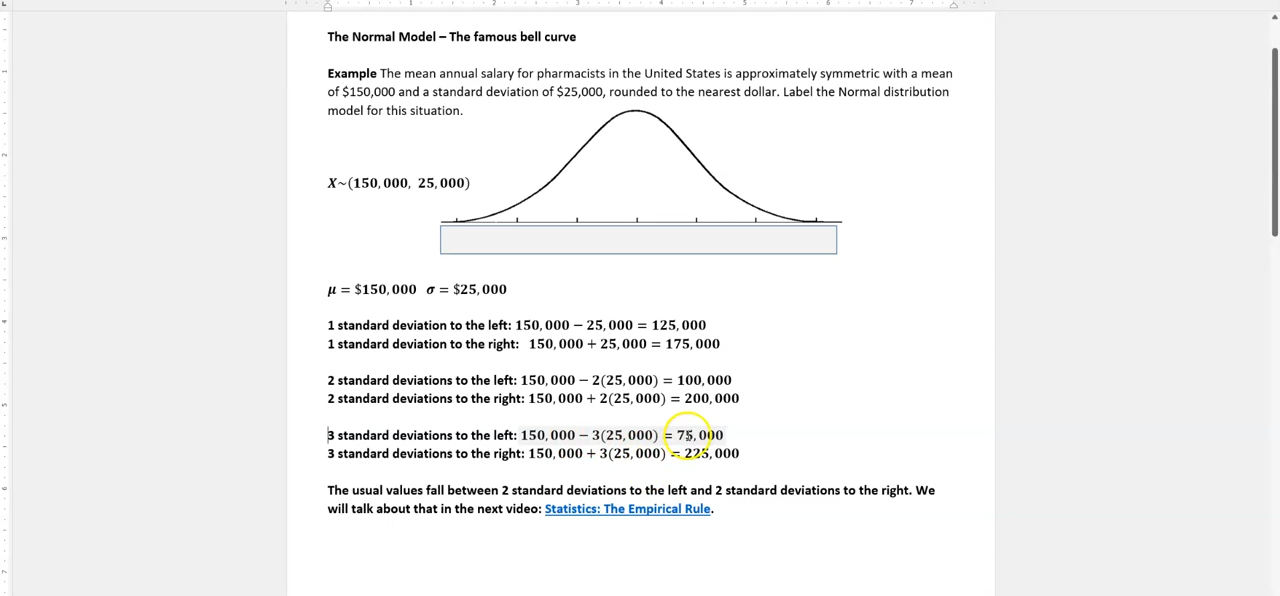 The Normal Model – The famous bell curve
Example The mean annual salary for pharmacists in the United States is approximately symmetric with a mean
of $150,000 and a standard deviation of $25,000, rounded to the nearest dollar. Label the Normal distribution
model for this situation.
X~(150,000, 25,000)
μ = $150,000 σ = $25,000
1 standard deviation to the left: 150,000 − 25,000 = 125,000
1 standard deviation to the right: 150,000 + 25,000 = 175,000
2 standard deviations to the left: 150,000 − 2(25,000) = 100,000
2 standard deviations to the right: 150,000 + 2(25,000) = 200,000
3 standard deviations to the left: 150,000 − 3(25,000) = 75,000
3 standard deviations to the right: 150,000 + 3(25,000) = 225,000
The usual values fall between 2 standard deviations to the left and 2 standard deviations to the right. We
will talk about that in the next video: Statistics: The Empirical Rule.